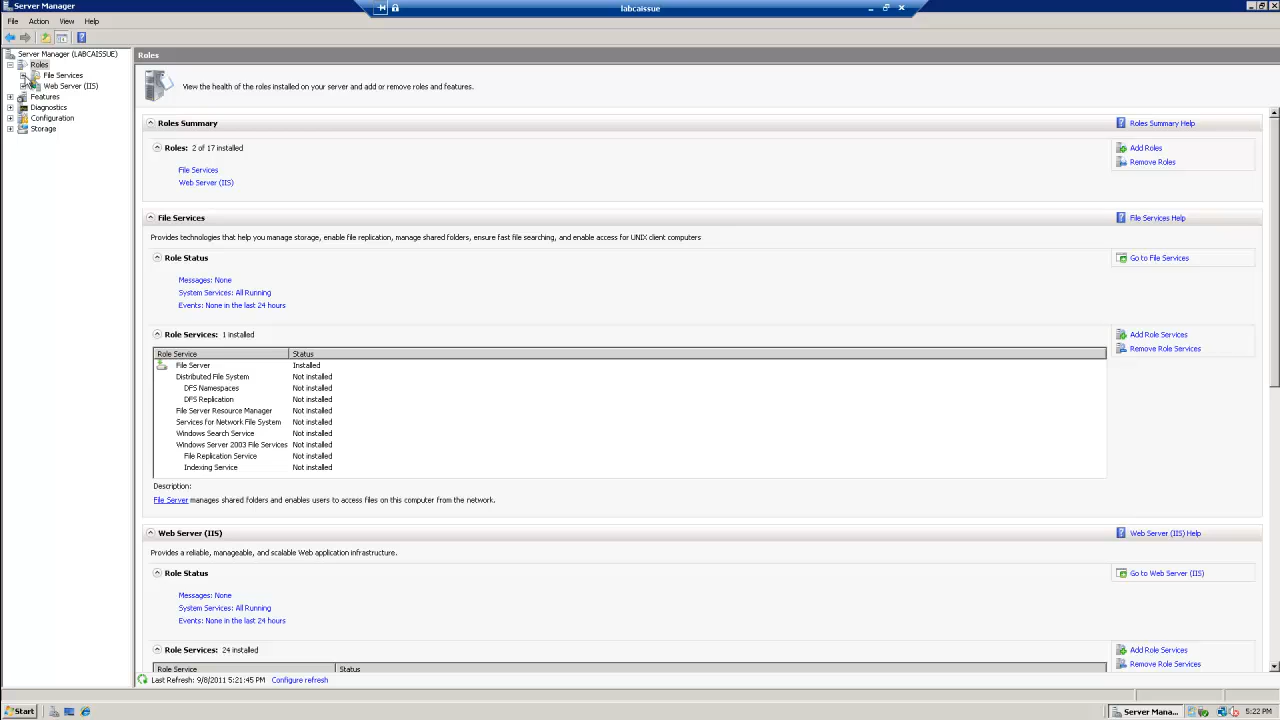 Server Manager
labcaissue
File Action View Help
Server Manager (LABCAISSUE)
Roles
File Services
Web Server (IIS)
Features
Diagnostics
Configuration
Storage
Roles
View the health of the roles installed on your server and add or remove roles and features.
Roles Summary
Roles Summary Help
Roles: 2 of 17 installed
Add Roles
Remove Roles
File Services
Web Server (IIS)
File Services
File Services Help
Provides technologies that help you manage storage, enable file replication, manage shared folders, ensure fast file searching, and enable access for UNIX client computers
Role Status
Go to File Services
Messages: None
System Services: All Running
Events: None in the last 24 hours
Role Services: 1 installed
Add Role Services
Remove Role Services
Role Service Status
File Server Installed
Distributed File System Not installed
DFS Namespaces Not installed
DFS Replication Not installed
File Server Resource Manager Not installed
Services for Network File System Not installed
Windows Search Service Not installed
Windows Server 2003 File Services Not installed
File Replication Service Not installed
Indexing Service Not installed
Description:
File Server manages shared folders and enables users to access files on this computer from the network.
Web Server (IIS)
Web Server (IIS) Help
Provides a reliable, manageable, and scalable Web application infrastructure.
Role Status
Go to Web Server (IIS)
Messages: None
System Services: All Running
Events: None in the last 24 hours
Role Services: 24 installed
Add Role Services
Remove Role Services
Role Service Status
Last Refresh: 9/8/2011 5:21:45 PM Configure refresh
Start
Server Mana...
5:22 PM